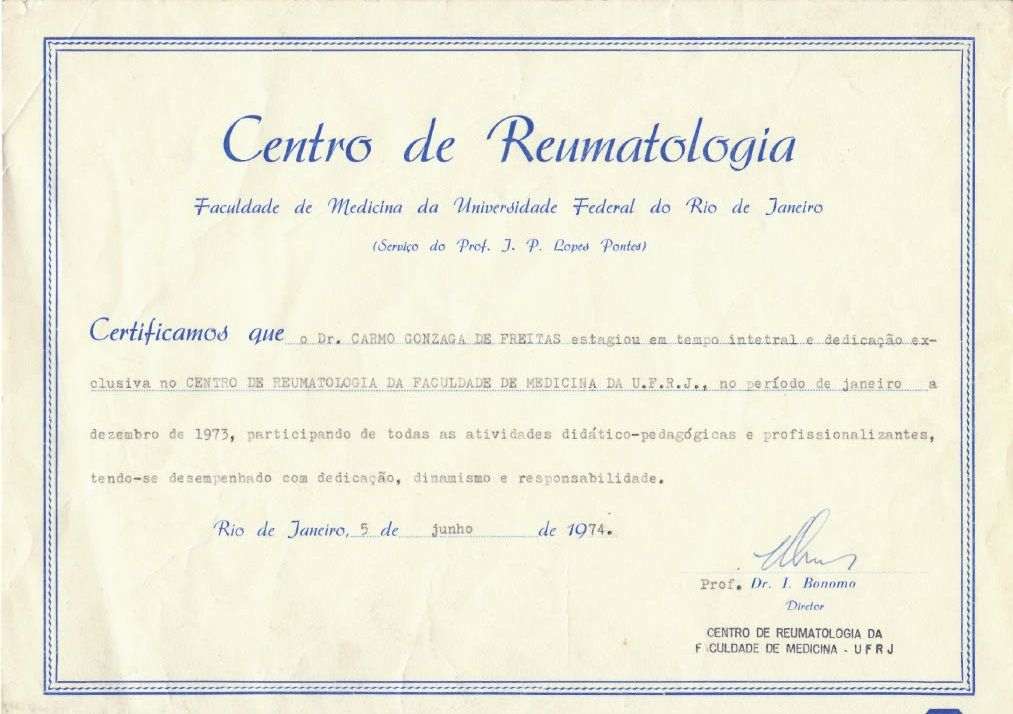 Centro de Reumatologia
Faculdade de Medicina da Universidade Federal do Rio de Janeiro
(Serviço do Prof. J. P. Lopes Pontes)
Certificamos que o Dr. CARMO GONZAGA DE FREITAS estagiou em tempo intetral e dedicação ex-
clusiva no CENTRO DE REUMATOLOGIA DA FACULDADE DE MEDICINA DA U.F.R.J., no período de janeiro a
dezembro de 1973, participando de todas as atividades didático-pedagógicas e profissionalizantes,
tendo-se desempenhado com dedicação, dinamismo e responsabilidade.
Rio de Janeiro, 5 de junho de 1974.
Prof. Dr. I. Bonomo
Diretor
CENTRO DE REUMATOLOGIA DA
F CULDADE DE MEDICINA - UFRJ